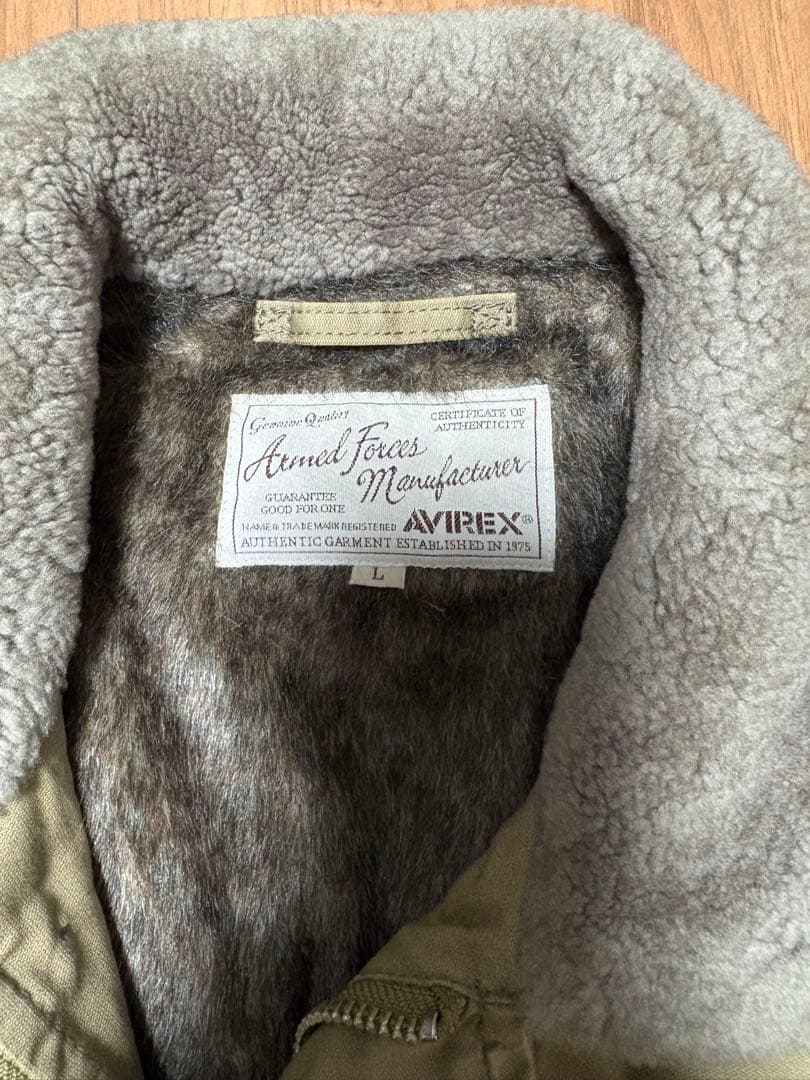 Genuine Quality
CERTIFICATE OF
AUTHENTICITY
Armed Forces
Manufacturer
GUARANTEE
GOOD FOR ONE
NAME & TRADEMARK REGISTERED AVIREX®
AUTHENTIC GARMENT ESTABLISHED IN 1975
L